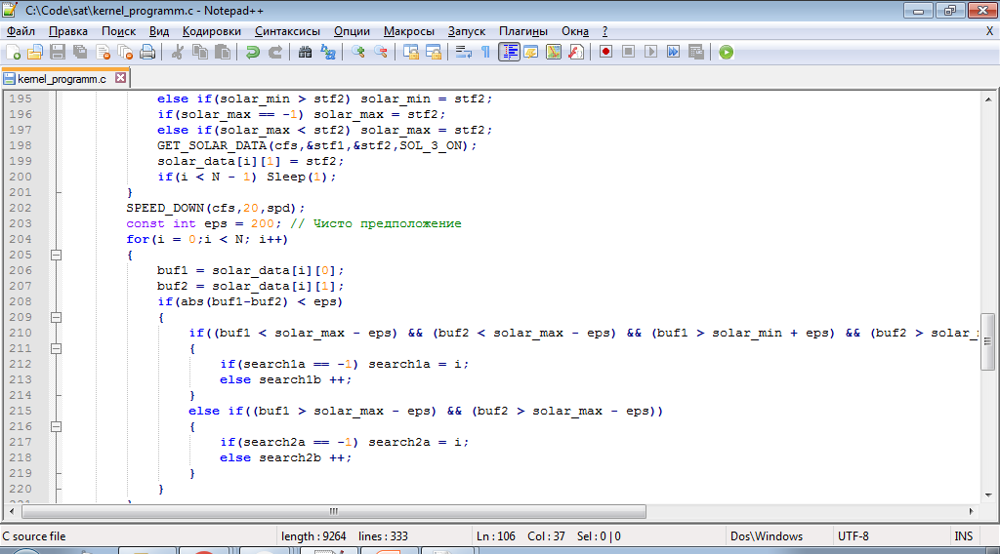 C:\Code\sat\kernel_programm.c - Notepad++
Файл Правка Поиск Вид Кодировки Синтаксисы Опции Макросы Запуск Плагины Окна ? X
kernel_programm.c
195 else if(solar_min > stf2) solar_min = stf2;
196 if(solar_max == -1) solar_max = stf2;
197 else if(solar_max < stf2) solar_max = stf2;
198 GET_SOLAR_DATA(cfs,&stf1,&stf2,SOL_3_ON);
199 solar_data[i][1] = stf2;
200 if(i < N - 1) Sleep(1);
201 }
202 SPEED_DOWN(cfs,20,spd);
203 const int eps = 200; // Чисто предположение
204 for(i = 0;i < N; i++)
205 {
206 buf1 = solar_data[i][0];
207 buf2 = solar_data[i][1];
208 if(abs(buf1-buf2) < eps)
209 {
210 if((buf1 < solar_max - eps) && (buf2 < solar_max - eps) && (buf1 > solar_min + eps) && (buf2 > solar_
211 {
212 if(search1a == -1) search1a = i;
213 else search1b ++;
214 }
215 else if((buf1 > solar_max - eps) && (buf2 > solar_max - eps))
216 {
217 if(search2a == -1) search2a = i;
218 else search2b ++;
219 }
220 }
C source file length : 9264 lines : 333 Ln : 106 Col : 37 Sel : 0 | 0 Dos\Windows UTF-8 INS